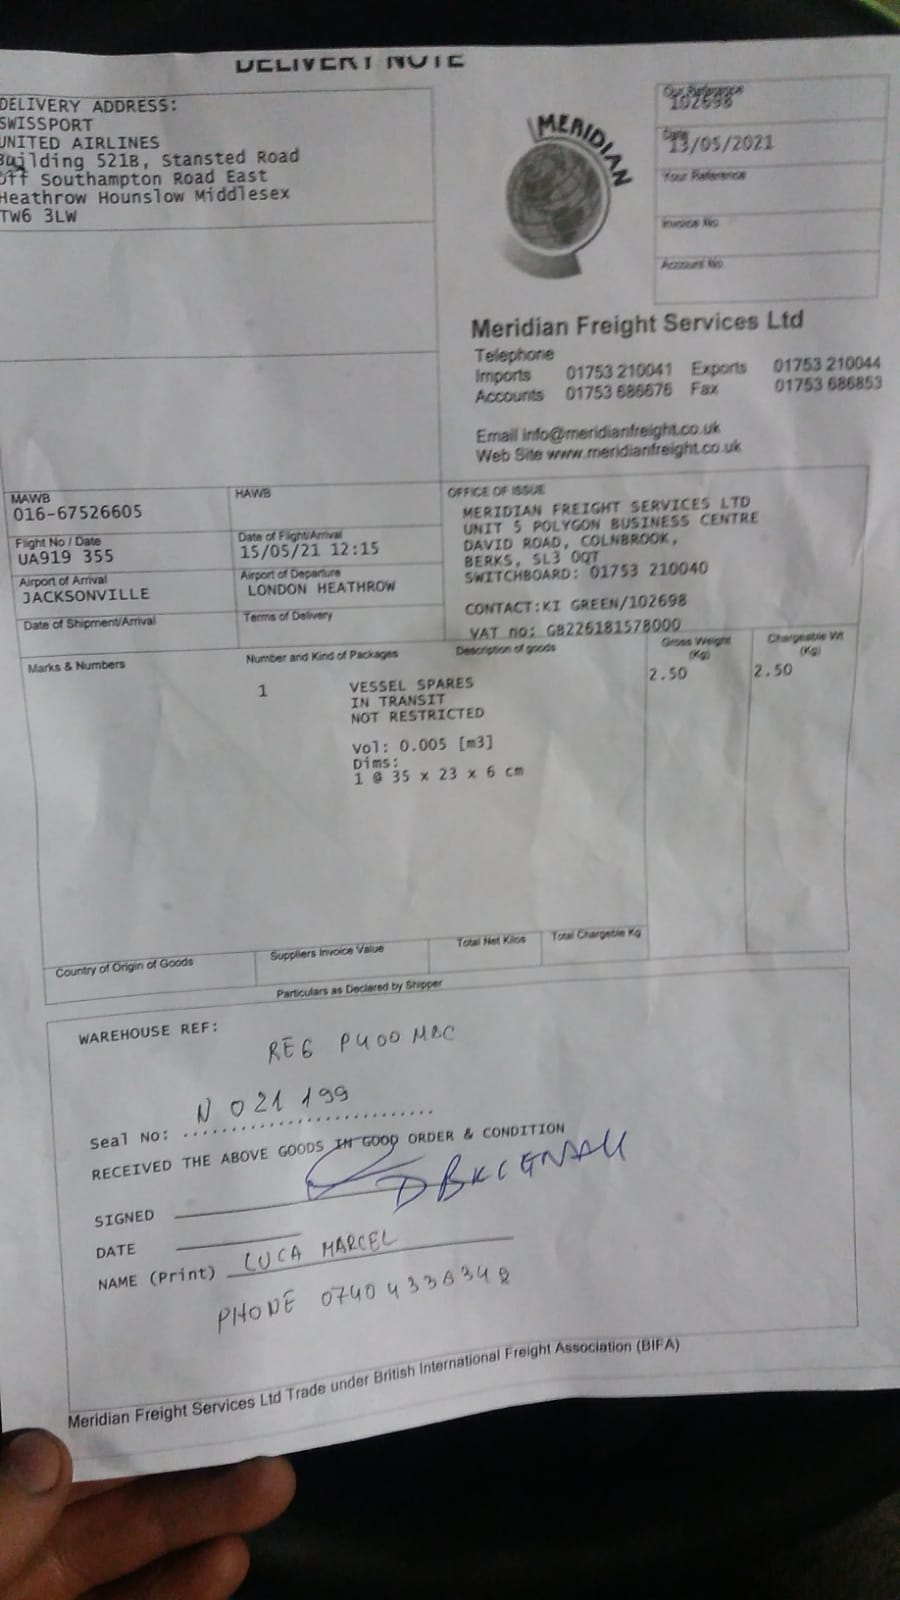 DELIVERY NOTE
DELIVERY ADDRESS:
SWISSPORT
UNITED AIRLINES
Building 521B, Stansted Road
Off Southampton Road East
Heathrow Hounslow Middlesex
TW6 3LW
MERIDIAN
Our Reference
102698
Date
13/05/2021
Your Reference
Invoice No
Account No
Meridian Freight Services Ltd
Telephone
Imports 01753 210041 Exports 01753 210044
Accounts 01753 686676 Fax 01753 686853
Email info@meridianfreight.co.uk
Web Site www.meridianfreight.co.uk
MAWB
016-67526605
HAWB
Flight No / Date
UA919 355
Date of Flight/Arrival
15/05/21 12:15
Airport of Arrival
JACKSONVILLE
Airport of Departure
LONDON HEATHROW
Date of Shipment/Arrival
Terms of Delivery
OFFICE OF ISSUE
MERIDIAN FREIGHT SERVICES LTD
UNIT 5 POLYGON BUSINESS CENTRE
DAVID ROAD, COLNBROOK,
BERKS, SL3 0QT
SWITCHBOARD: 01753 210040
CONTACT:KI GREEN/102698
VAT no: GB226181578000
Marks & Numbers
Number and Kind of Packages
Description of goods
Gross Weight (Kg)
Chargeable Wt (Kg)
1 VESSEL SPARES 2.50 2.50
IN TRANSIT
NOT RESTRICTED
Vol: 0.005 [m3]
Dims:
1 @ 35 x 23 x 6 cm
Country of Origin of Goods
Suppliers Invoice Value
Total Net Kilos
Total Chargeable Kg
Particulars as Declared by Shipper
WAREHOUSE REF:
REG P400 MBC
Seal No: N 021 199
RECEIVED THE ABOVE GOODS IN GOOD ORDER & CONDITION
SIGNED
DATE
NAME (Print) LUCA MARCEL
PHONE 0740 4338348
Meridian Freight Services Ltd Trade under British International Freight Association (BIFA)